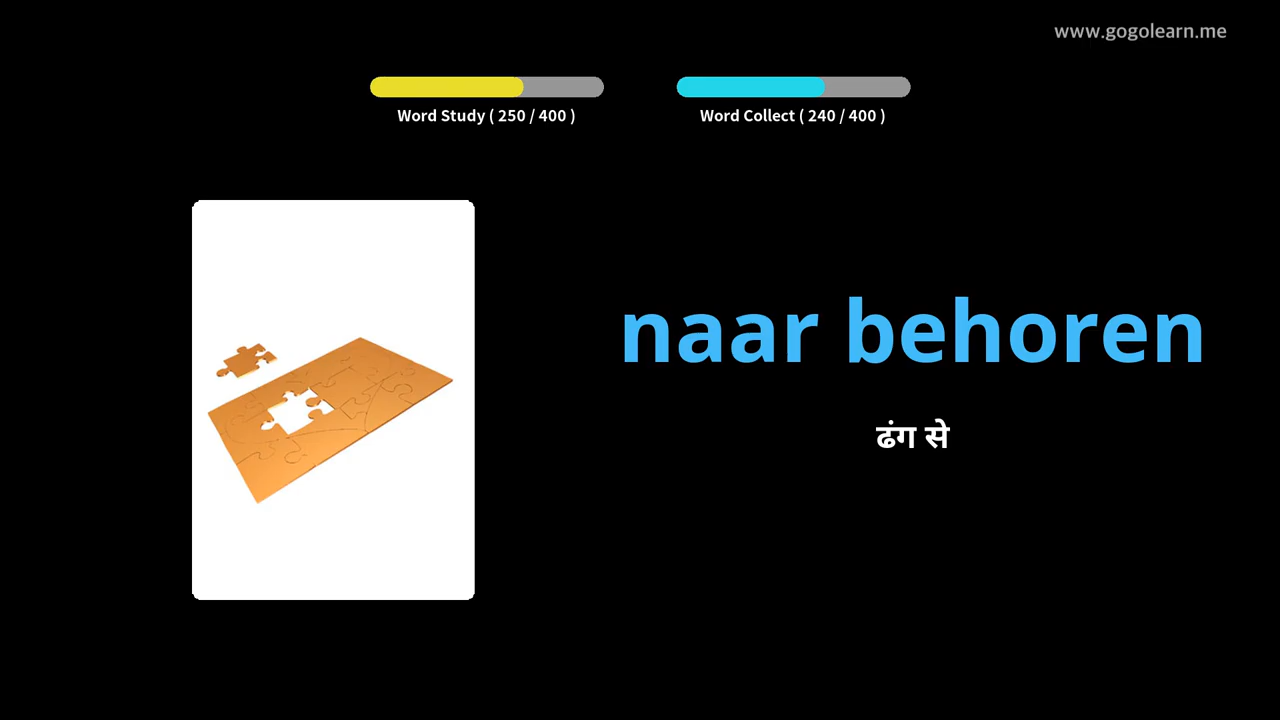 www.gogolearn.me
Word Study ( 250 / 400 )
Word Collect ( 240 / 400 )
naar behoren
ढंग से